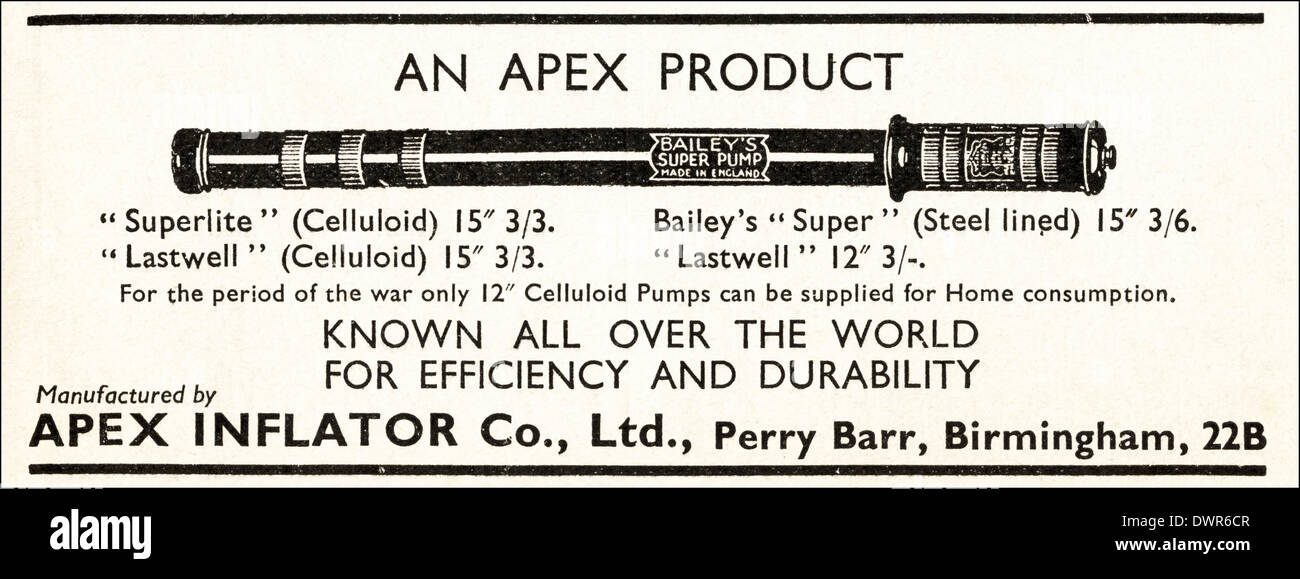 AN APEX PRODUCT
BAILEY'S
SUPER PUMP
MADE IN ENGLAND
"Superlite" (Celluloid) 15″ 3/3. Bailey's "Super" (Steel lined) 15″ 3/6.
"Lastwell" (Celluloid) 15″ 3/3. "Lastwell" 12″ 3/-.
For the period of the war only 12″ Celluloid Pumps can be supplied for Home consumption.
KNOWN ALL OVER THE WORLD
FOR EFFICIENCY AND DURABILITY
Manufactured by
APEX INFLATOR Co., Ltd., Perry Barr, Birmingham, 22B
alamy stock photo
DWR6CR
www.alamy.com